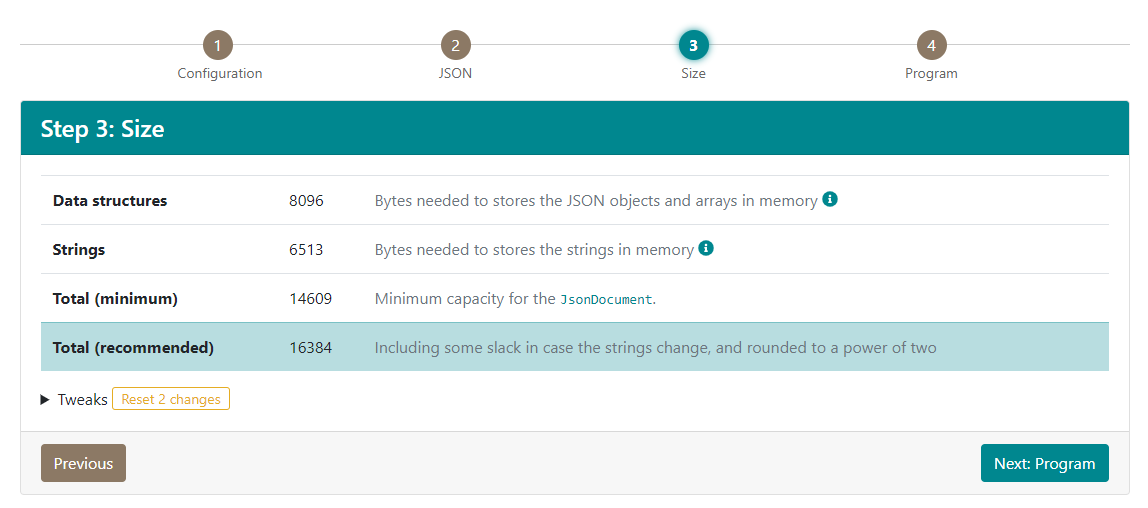 1 2 3 4
Configuration JSON Size Program
Step 3: Size
Data structures 8096 Bytes needed to stores the JSON objects and arrays in memory
Strings 6513 Bytes needed to stores the strings in memory
Total (minimum) 14609 Minimum capacity for the JsonDocument.
Total (recommended) 16384 Including some slack in case the strings change, and rounded to a power of two
Tweaks Reset 2 changes
Previous Next: Program